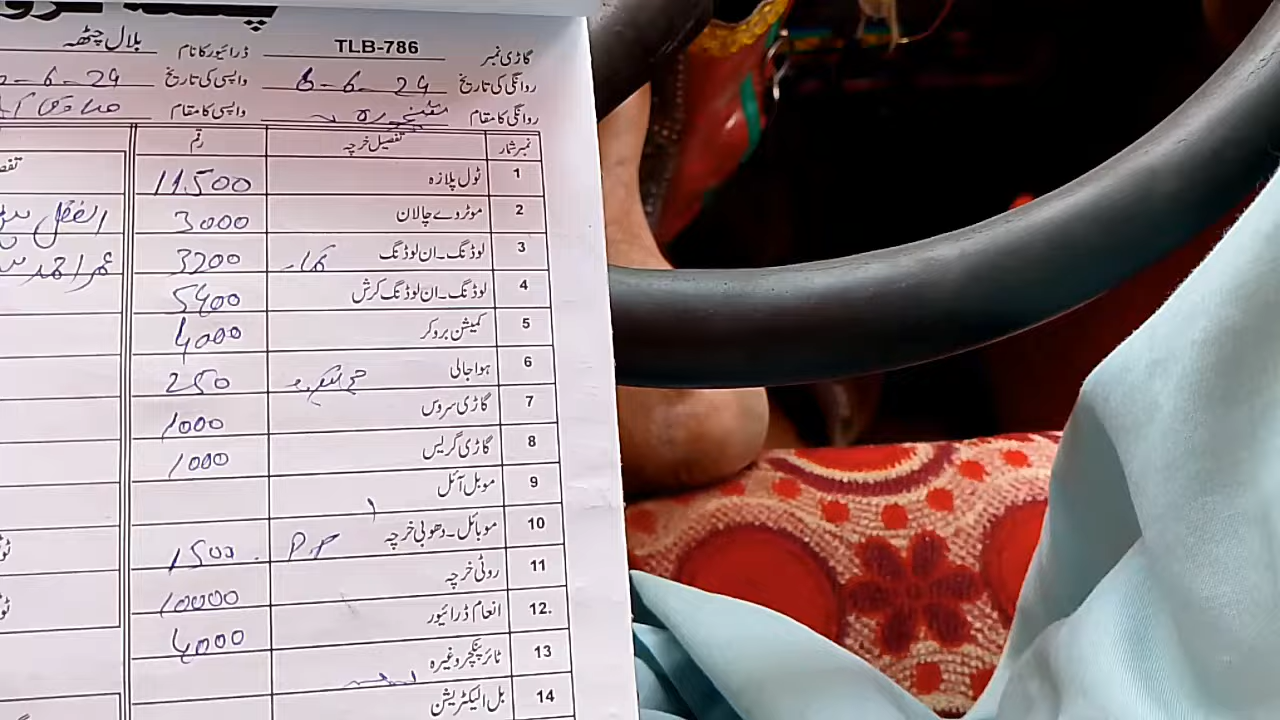 گاڑی نمبر TLB-786 ڈرائیور کا نام بلال چٹھہ
روانگی کی تاریخ 6-6-24 واپسی کی تاریخ -6-24
روانگی کا مقام واپسی کا مقام صادق آ
نمبر شمار تفصیل خرچہ رقم
1 ٹول پلازہ 11500
2 موٹروے چالان 3000
3 لوڈنگ۔ان لوڈنگ 3200
4 لوڈنگ۔ان لوڈنگ کرش 5400
5 کمیشن بروکر 4000
6 ہوا جالی 250
7 گاڑی سروس 1000
8 گاڑی گریس 1000
9 موبل آئل
10 موبائل۔دھوبی خرچہ P.P 1500
11 روٹی خرچہ 10000
12. انعام ڈرائیور 4000
13 ٹائر پنکچر وغیرہ
14 بل الیکٹریشن